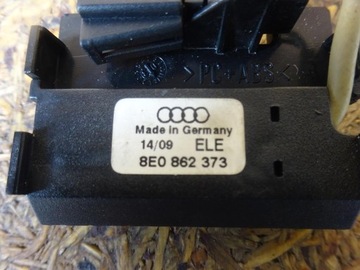 >PC+ABS<
Made in Germany
14/09 ELE
8E0 862 373